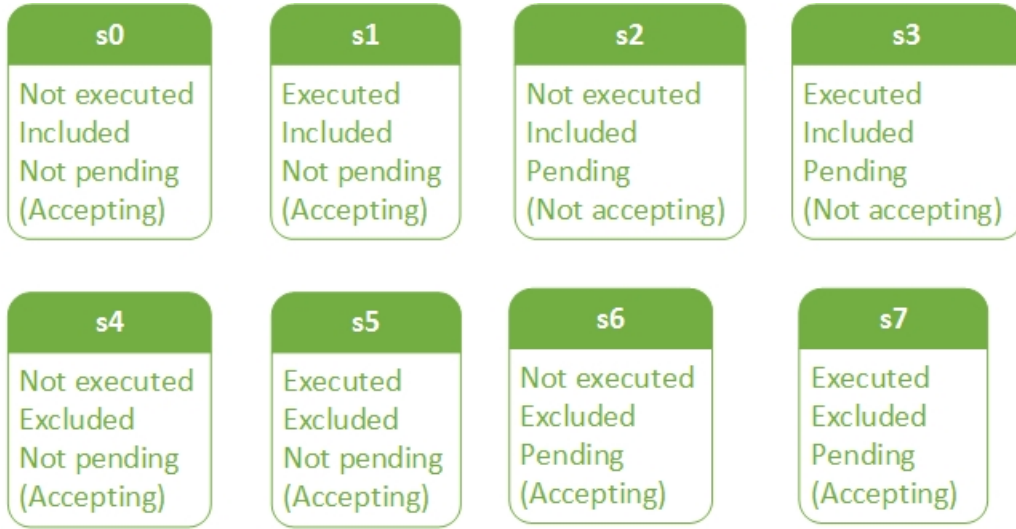 s0
Not executed
Included
Not pending
(Accepting)
s1
Executed
Included
Not pending
(Accepting)
s2
Not executed
Included
Pending
(Not accepting)
s3
Executed
Included
Pending
(Not accepting)
s4
Not executed
Excluded
Not pending
(Accepting)
s5
Executed
Excluded
Not pending
(Accepting)
s6
Not executed
Excluded
Pending
(Accepting)
s7
Executed
Excluded
Pending
(Accepting)